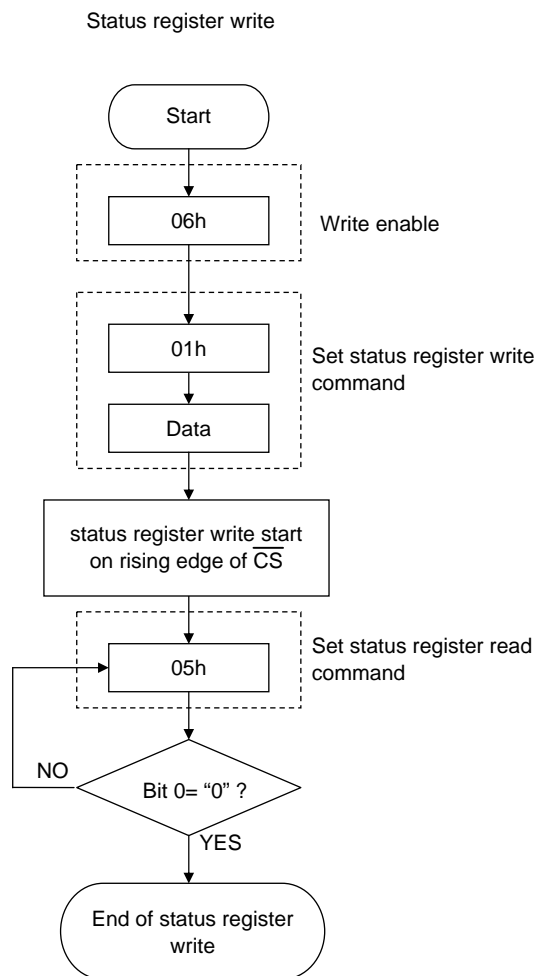 Status register write
Start
06h
Write enable
01h
Set status register write
command
Data
status register write start
on rising edge of C̅S̅
05h
Set status register read
command
NO
Bit 0= “0” ?
YES
End of status register
write